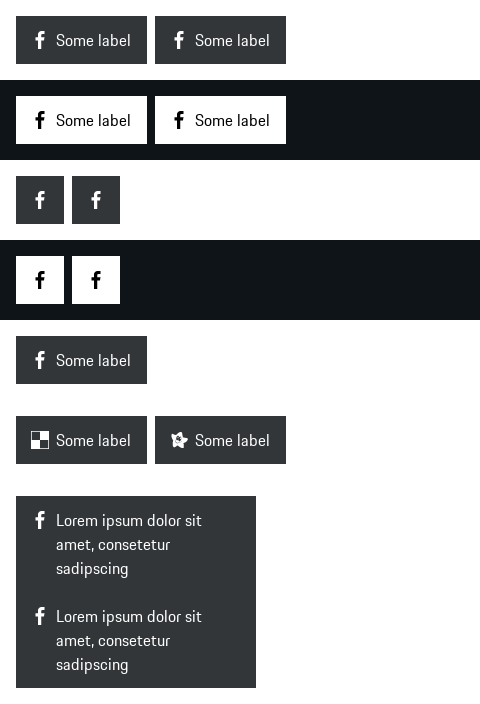 Some label Some label
Some label Some label
Some label
Some label Some label
Lorem ipsum dolor sit
amet, consetetur
sadipscing
Lorem ipsum dolor sit
amet, consetetur
sadipscing